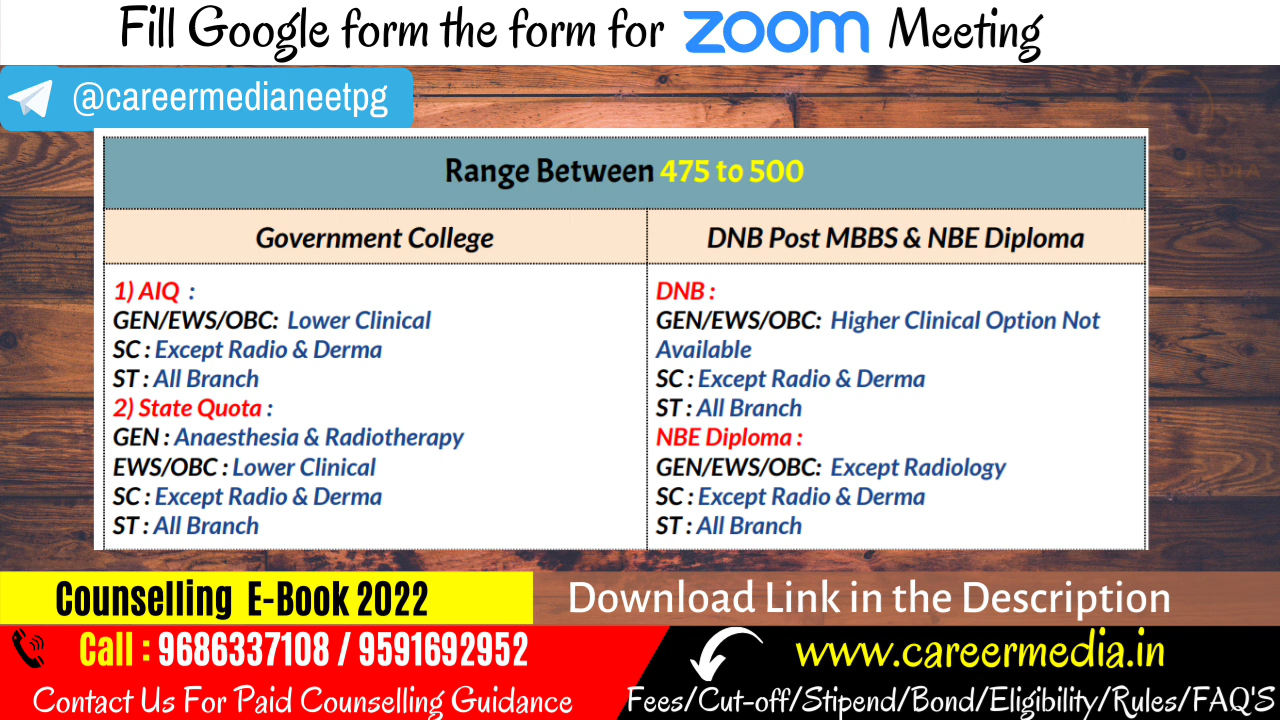 Fill Google form the form for zoom Meeting
@careermedianeetpg
MEDIA
Range Between 475 to 500
Government College
DNB Post MBBS & NBE Diploma
1) AIQ :
GEN/EWS/OBC: Lower Clinical
SC : Except Radio & Derma
ST : All Branch
2) State Quota :
GEN : Anaesthesia & Radiotherapy
EWS/OBC : Lower Clinical
SC : Except Radio & Derma
ST : All Branch
DNB :
GEN/EWS/OBC: Higher Clinical Option Not
Available
SC : Except Radio & Derma
ST : All Branch
NBE Diploma :
GEN/EWS/OBC: Except Radiology
SC : Except Radio & Derma
ST : All Branch
Counselling E-Book 2022
Download Link in the Description
Call : 9686337108 / 9591692952
www.careermedia.in
Contact Us For Paid Counselling Guidance
Fees/Cut-off/Stipend/Bond/Eligibility/Rules/FAQ'S